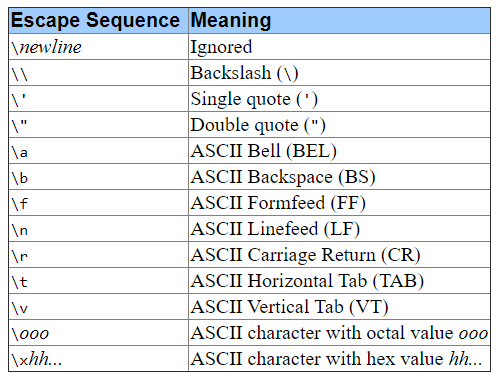 Escape Sequence Meaning
\newline Ignored
\\ Backslash (\)
\' Single quote (')
\" Double quote (")
\a ASCII Bell (BEL)
\b ASCII Backspace (BS)
\f ASCII Formfeed (FF)
\n ASCII Linefeed (LF)
\r ASCII Carriage Return (CR)
\t ASCII Horizontal Tab (TAB)
\v ASCII Vertical Tab (VT)
\ooo ASCII character with octal value ooo
\xhh... ASCII character with hex value hh...